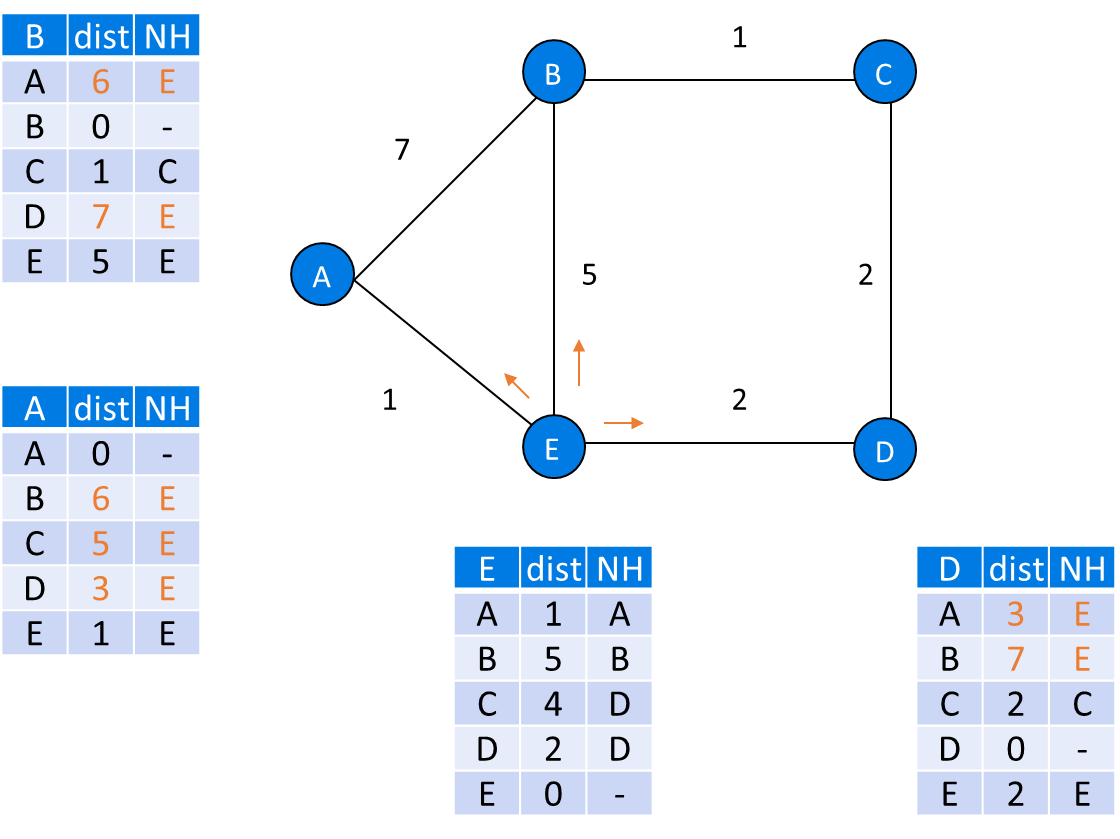 B dist NH
A 6 E
B 0 -
C 1 C
D 7 E
E 5 E
A dist NH
A 0 -
B 6 E
C 5 E
D 3 E
E 1 E
1
B
C
7
A
5
2
1
2
E
D
E dist NH
A 1 A
B 5 B
C 4 D
D 2 D
E 0 -
D dist NH
A 3 E
B 7 E
C 2 C
D 0 -
E 2 E